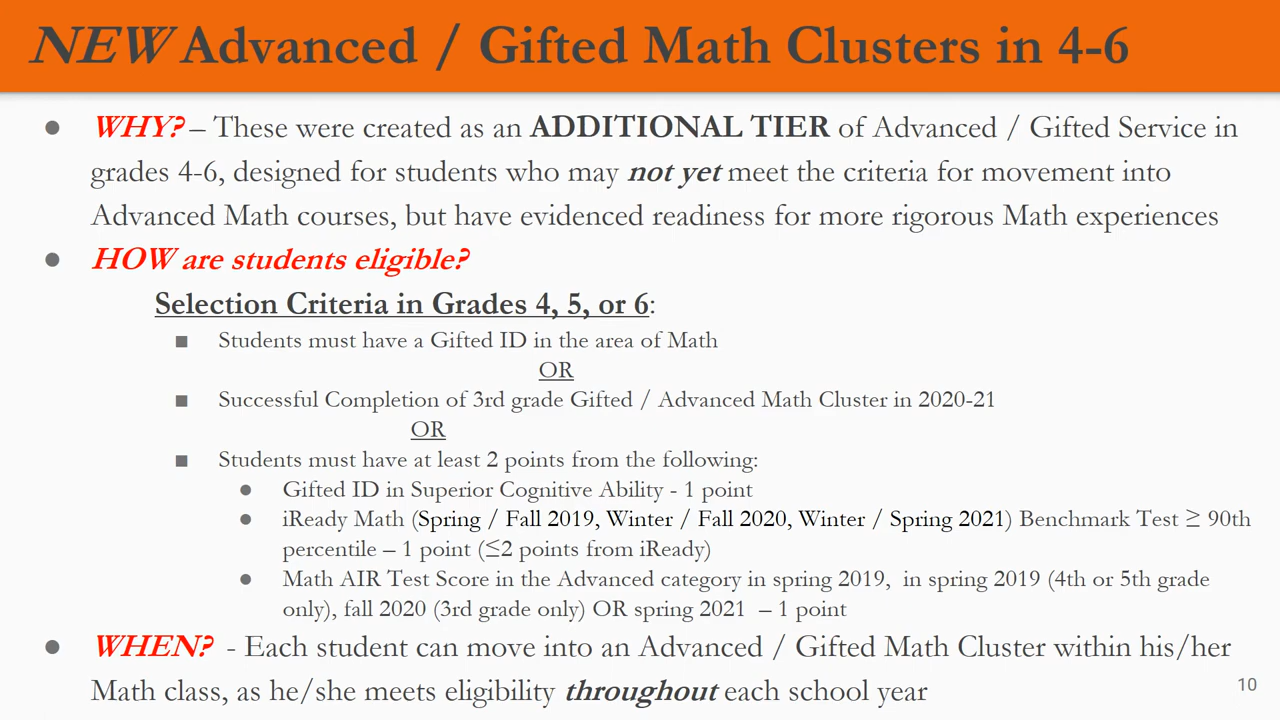 NEW Advanced / Gifted Math Clusters in 4-6
● WHY? – These were created as an ADDITIONAL TIER of Advanced / Gifted Service in
grades 4-6, designed for students who may not yet meet the criteria for movement into
Advanced Math courses, but have evidenced readiness for more rigorous Math experiences
● HOW are students eligible?
Selection Criteria in Grades 4, 5, or 6:
■ Students must have a Gifted ID in the area of Math
OR
■ Successful Completion of 3rd grade Gifted / Advanced Math Cluster in 2020-21
OR
■ Students must have at least 2 points from the following:
● Gifted ID in Superior Cognitive Ability - 1 point
● iReady Math (Spring / Fall 2019, Winter / Fall 2020, Winter / Spring 2021) Benchmark Test ≥ 90th
percentile – 1 point (≤2 points from iReady)
● Math AIR Test Score in the Advanced category in spring 2019, in spring 2019 (4th or 5th grade
only), fall 2020 (3rd grade only) OR spring 2021 – 1 point
● WHEN? - Each student can move into an Advanced / Gifted Math Cluster within his/her
Math class, as he/she meets eligibility throughout each school year
10